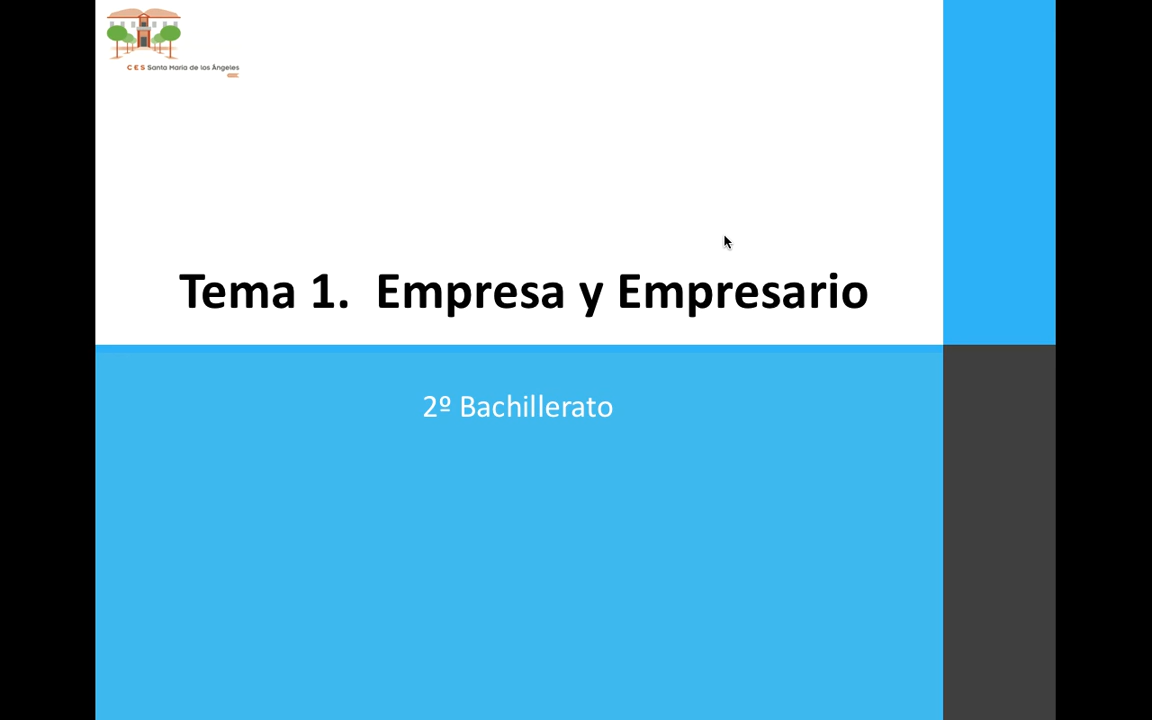 C E S Santa María de los Ángeles
Tema 1. Empresa y Empresario
2º Bachillerato